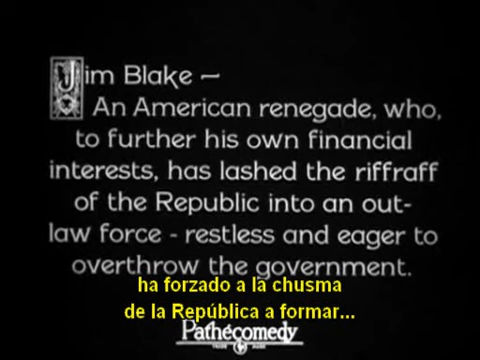 Jim Blake —
An American renegade, who,
to further his own financial
interests, has lashed the riffraff
of the Republic into an out-
law force - restless and eager to
overthrow the government.
ha forzado a la chusma
de la República a formar...
Pathécomedy
TRADE MARK